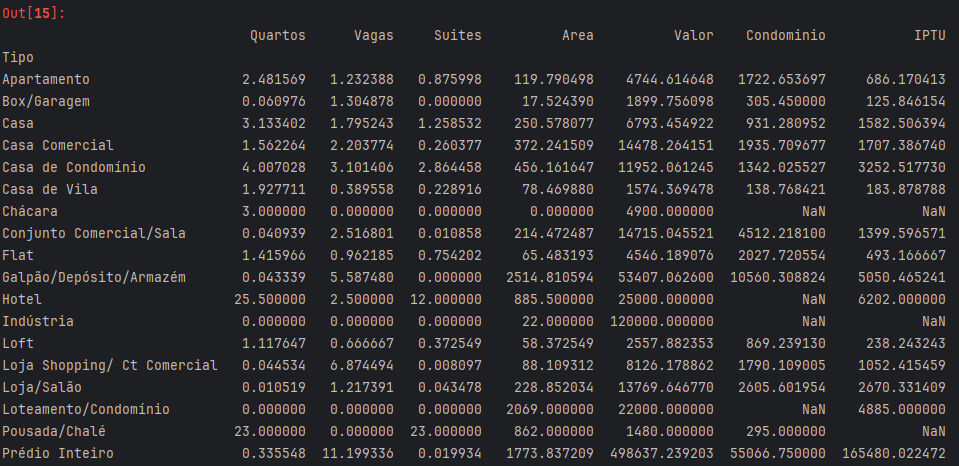 Out[15]:
Quartos Vagas Suites Area Valor Condominio IPTU
Tipo
Apartamento 2.481569 1.232388 0.875998 119.790498 4744.614648 1722.653697 686.170413
Box/Garagem 0.060976 1.304878 0.000000 17.524390 1899.756098 305.450000 125.846154
Casa 3.133402 1.795243 1.258532 250.578077 6793.454922 931.280952 1582.506394
Casa Comercial 1.562264 2.203774 0.260377 372.241509 14478.264151 1935.709677 1707.386740
Casa de Condomínio 4.007028 3.101406 2.864458 456.161647 11952.061245 1342.025527 3252.517730
Casa de Vila 1.927711 0.389558 0.228916 78.469880 1574.369478 138.768421 183.878788
Chácara 3.000000 0.000000 0.000000 0.000000 4900.000000 NaN NaN
Conjunto Comercial/Sala 0.040939 2.516801 0.010858 214.472487 14715.045521 4512.218100 1399.596571
Flat 1.415966 0.962185 0.754202 65.483193 4546.189076 2027.720554 493.166667
Galpão/Depósito/Armazém 0.043339 5.587480 0.000000 2514.810594 53407.062600 10560.308824 5050.465241
Hotel 25.500000 2.500000 12.000000 885.500000 25000.000000 NaN 6202.000000
Indústria 0.000000 0.000000 0.000000 22.000000 120000.000000 NaN NaN
Loft 1.117647 0.666667 0.372549 58.372549 2557.882353 869.239130 238.243243
Loja Shopping/ Ct Comercial 0.044534 6.874494 0.008097 88.109312 8126.178862 1790.109005 1052.415459
Loja/Salão 0.010519 1.217391 0.043478 228.852034 13769.646770 2605.601954 2670.331409
Loteamento/Condomínio 0.000000 0.000000 0.000000 2069.000000 22000.000000 NaN 4885.000000
Pousada/Chalé 23.000000 0.000000 23.000000 862.000000 1480.000000 295.000000 NaN
Prédio Inteiro 0.335548 11.199336 0.019934 1773.837209 498637.239203 55066.750000 165480.022472